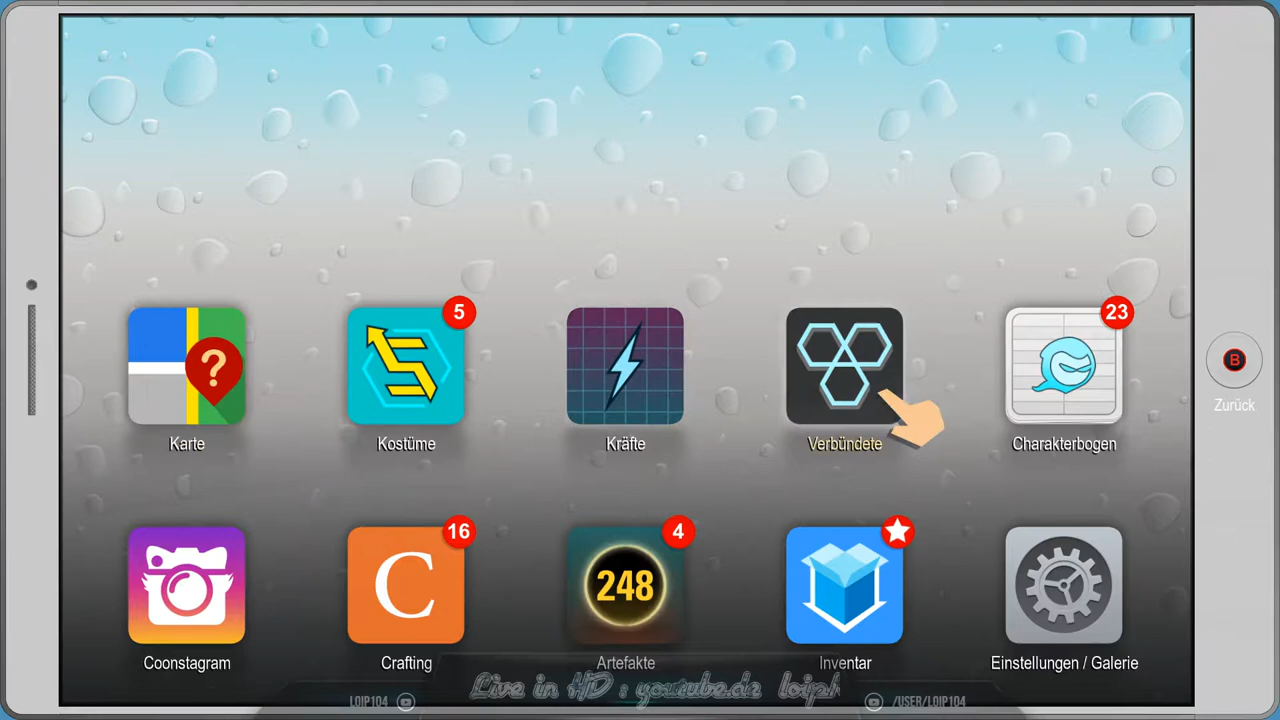 5
23
?
B
Zurück
Karte
Kostüme
Kräfte
Verbündete
Charakterbogen
16
4
C
248
Coonstagram
Crafting
Artefakte
Inventar
Einstellungen / Galerie
Live in HD : youtube.de
LOIP104
/USER/LOIP104